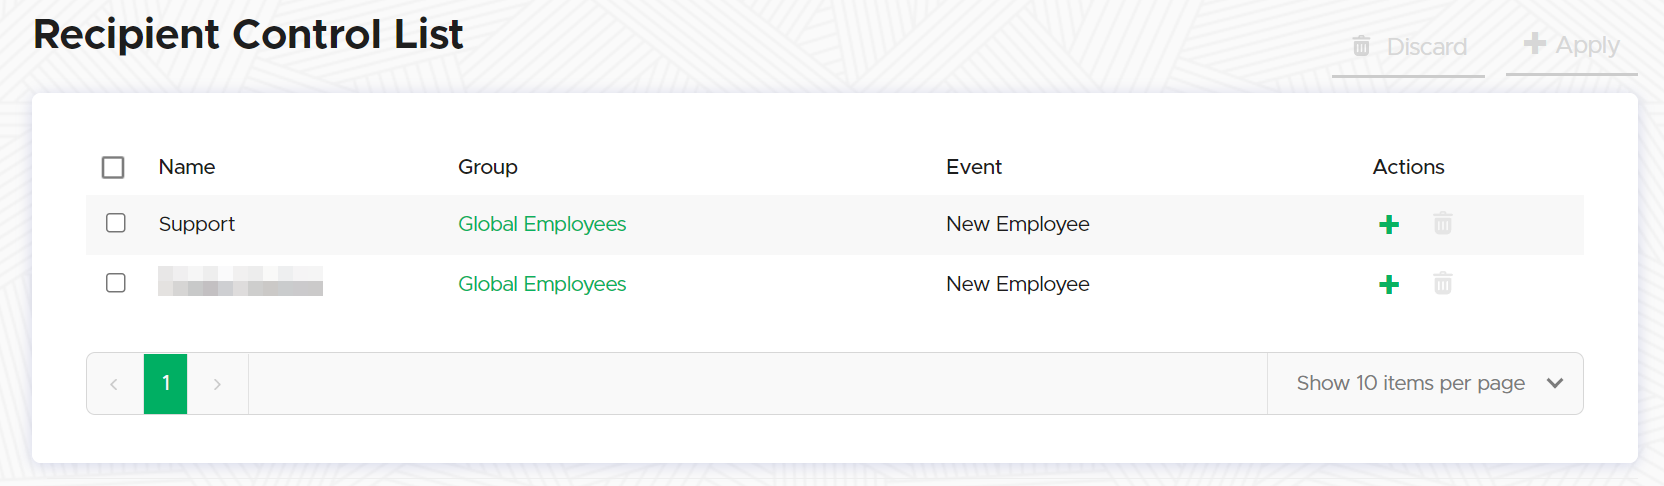 Recipient Control List
Discard
Apply
Name Group Event Actions
Support Global Employees New Employee
Global Employees New Employee
1
Show 10 items per page